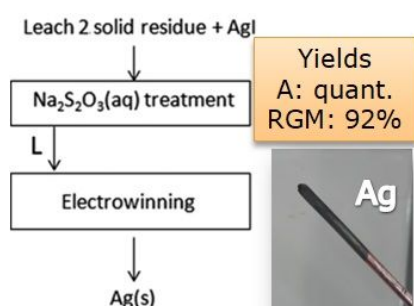 Leach 2 solid residue + AgI
Na₂S₂O₃(aq) treatment
L
Electrowinning
Ag(s)
Yields
A: quant.
RGM: 92%
Ag